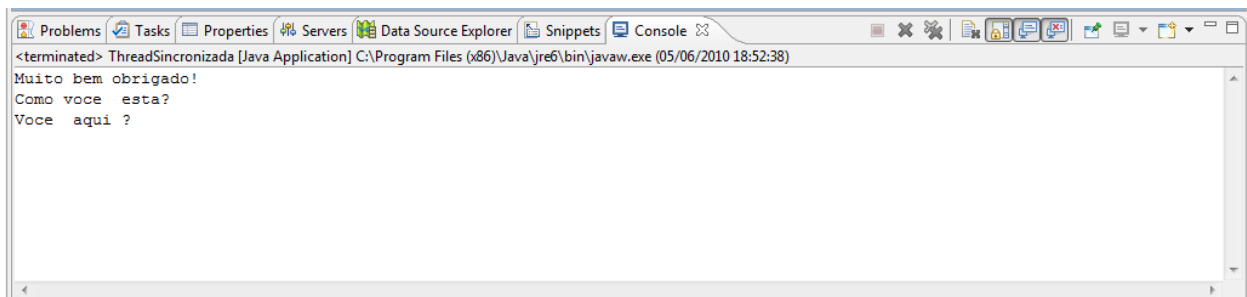 Problems Tasks Properties Servers Data Source Explorer Snippets Console
<terminated> ThreadSincronizada [Java Application] C:\Program Files (x86)\Java\jre6\bin\javaw.exe (05/06/2010 18:52:38)
Muito bem obrigado!
Como voce  esta?
Voce  aqui ?